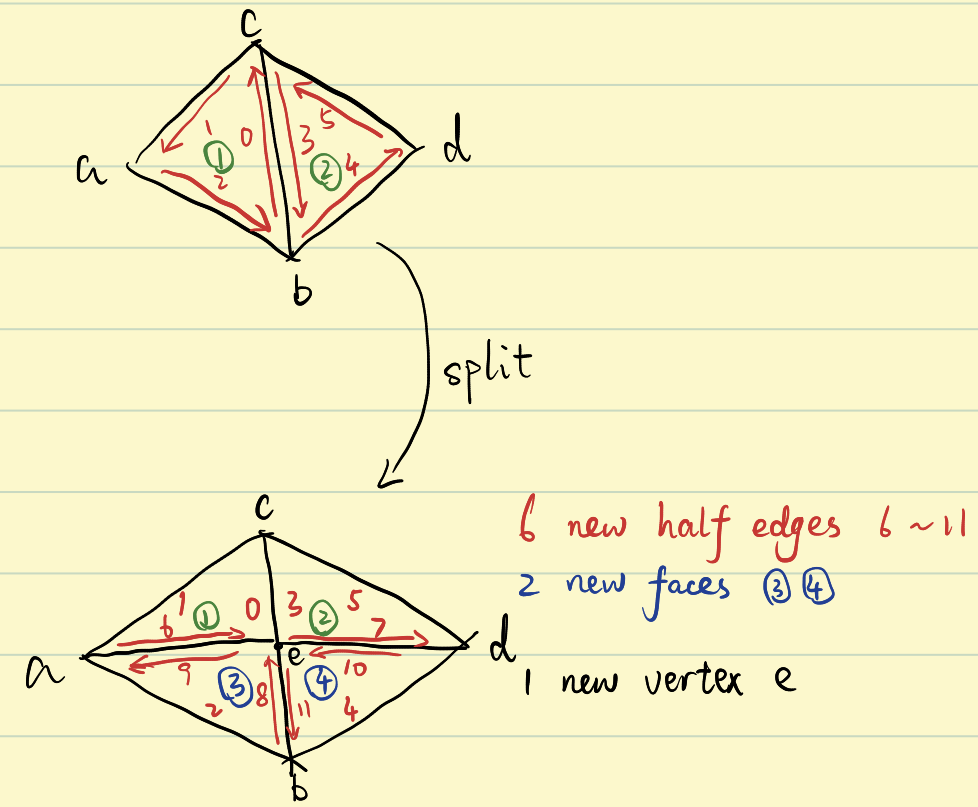 c
1 0 3 5
a ① ② 4 d
2
b
split
c
6 new half edges 6 ~ 11
1 ① 0 3 ② 5
2 new faces ③ ④
6 7
a e d
9 ③ 8 ④ 10
1 new vertex e
2 11 4
b